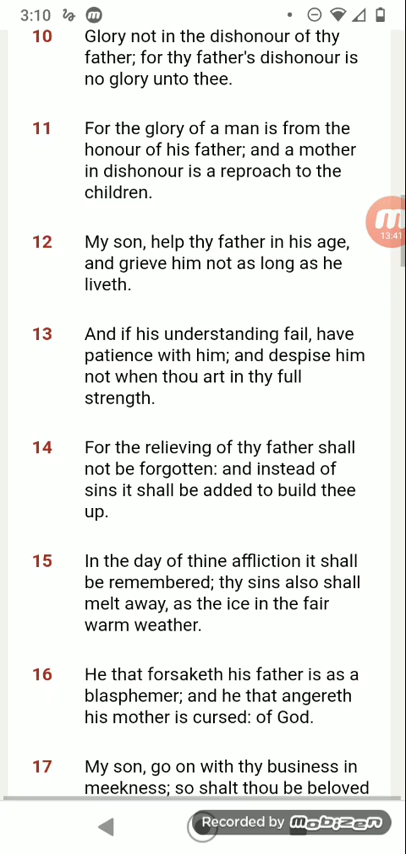 3:10
10 Glory not in the dishonour of thy
father; for thy father's dishonour is
no glory unto thee.
11 For the glory of a man is from the
honour of his father; and a mother
in dishonour is a reproach to the
children.
m
13:41
12 My son, help thy father in his age,
and grieve him not as long as he
liveth.
13 And if his understanding fail, have
patience with him; and despise him
not when thou art in thy full
strength.
14 For the relieving of thy father shall
not be forgotten: and instead of
sins it shall be added to build thee
up.
15 In the day of thine affliction it shall
be remembered; thy sins also shall
melt away, as the ice in the fair
warm weather.
16 He that forsaketh his father is as a
blasphemer; and he that angereth
his mother is cursed: of God.
17 My son, go on with thy business in
meekness; so shalt thou be beloved
Recorded by mobizen